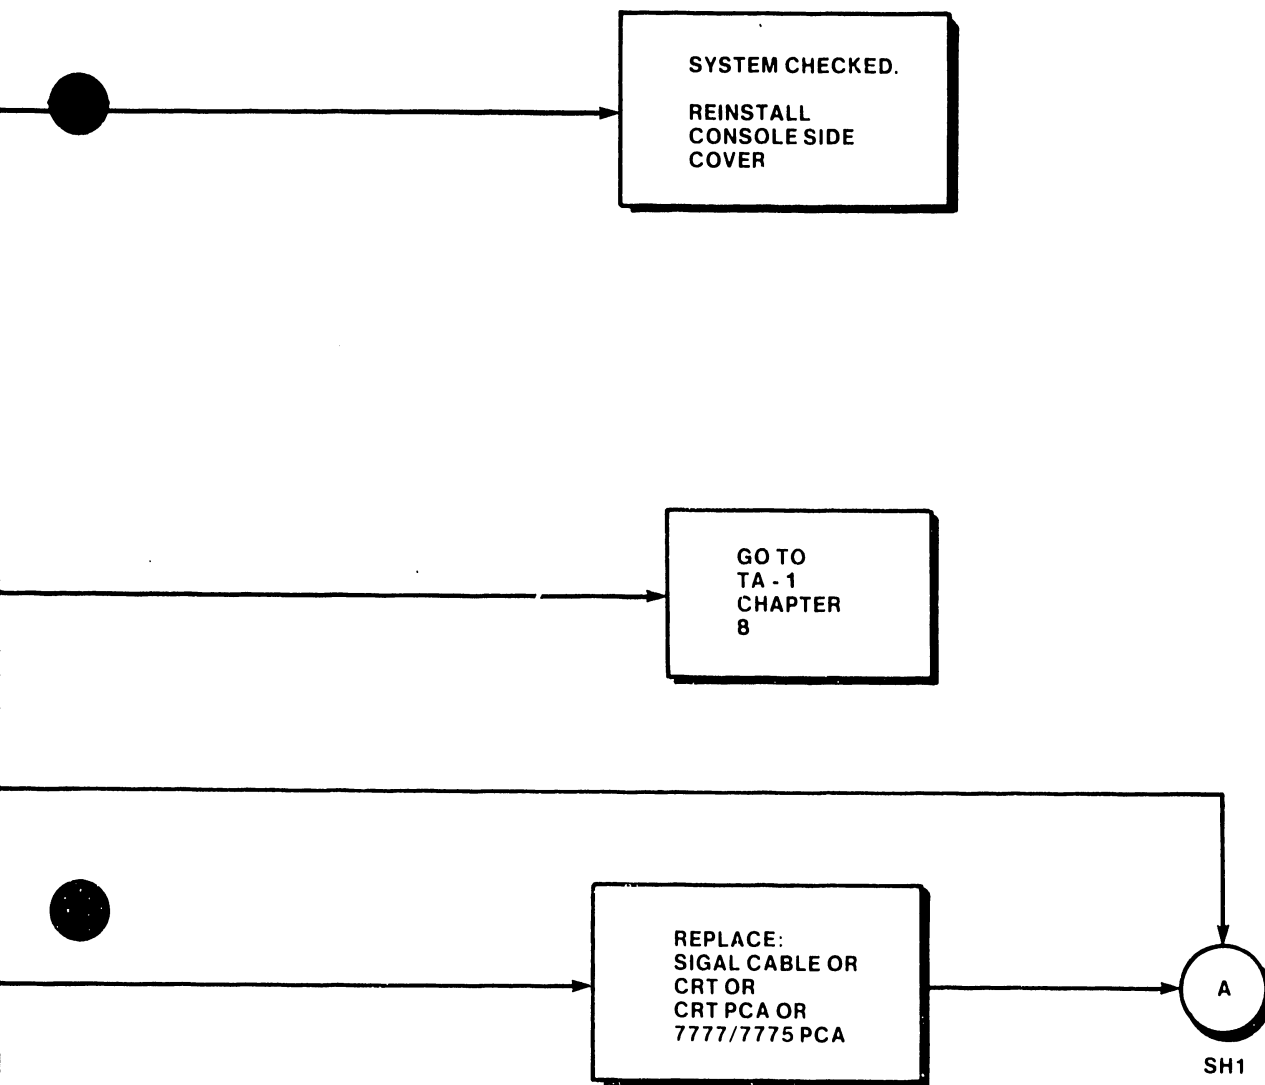 SYSTEM CHECKED.
REINSTALL
CONSOLE SIDE
COVER
GO TO
TA - 1
CHAPTER
8
REPLACE:
SIGAL CABLE OR
CRT OR
CRT PCA OR
7777/7775 PCA
A
SH1